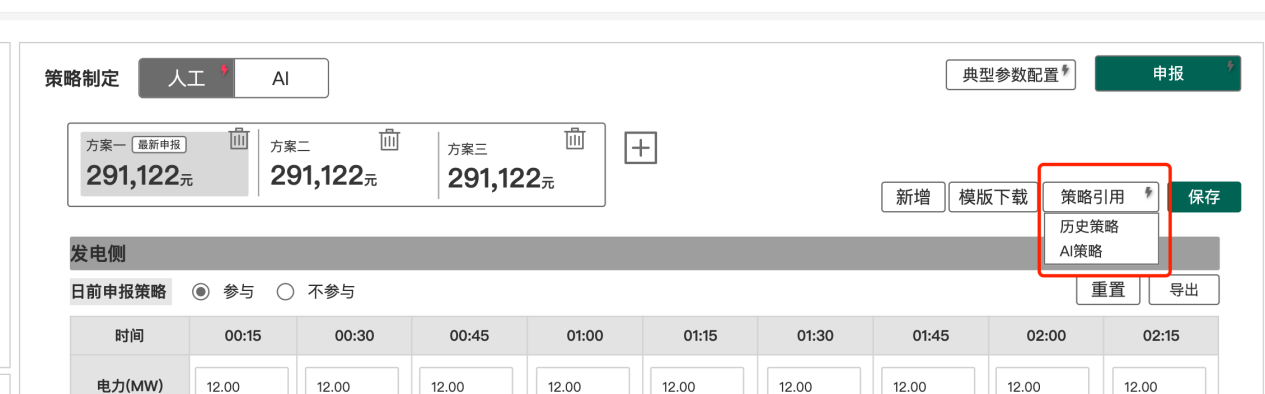 策略制定 人工 AI 典型参数配置 申报
方案一 最新申报 方案二 方案三
291,122元 291,122元 291,122元
新增 模版下载 策略引用 保存
历史策略
AI策略
发电侧
日前申报策略 参与 不参与 重置 导出
时间 00:15 00:30 00:45 01:00 01:15 01:30 01:45 02:00 02:15
电力(MW) 12.00 12.00 12.00 12.00 12.00 12.00 12.00 12.00 12.00